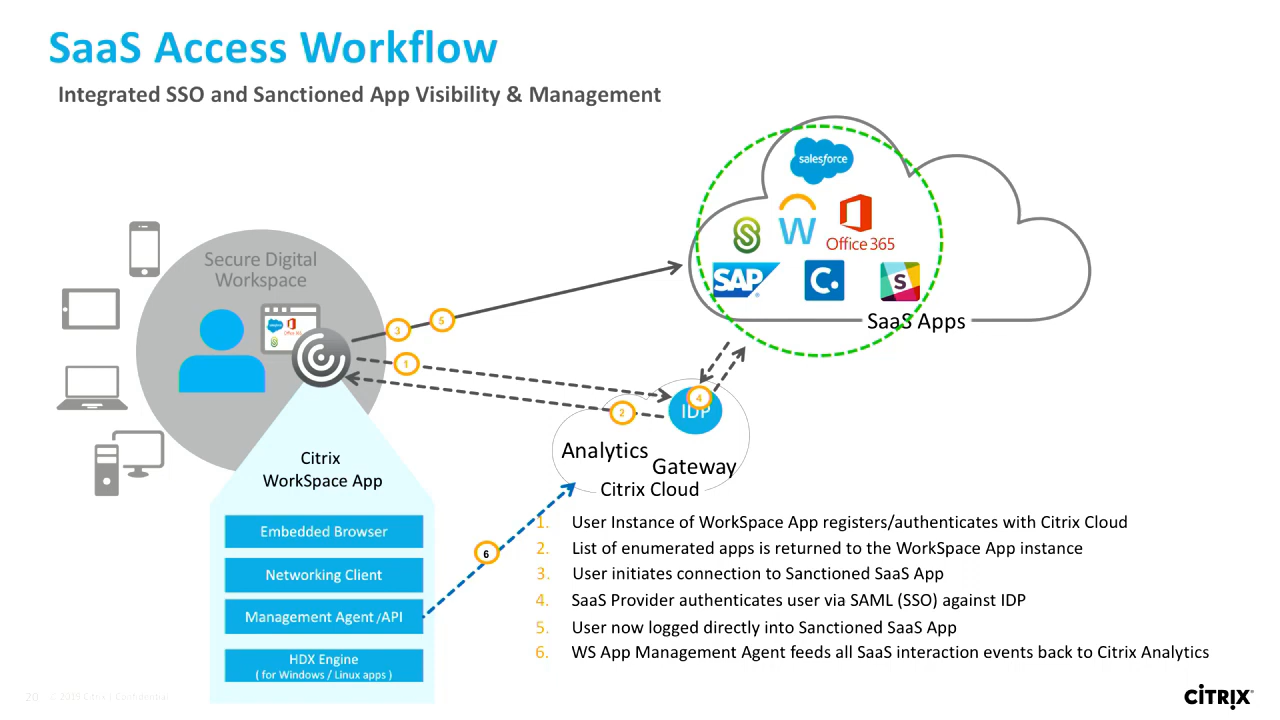 SaaS Access Workflow
Integrated SSO and Sanctioned App Visibility & Management
salesforce
W
Office 365
SAP
C.
S
SaaS Apps
Secure Digital
Workspace
3
5
1
2
4
IDP
Analytics
Gateway
Citrix Cloud
Citrix
WorkSpace App
Embedded Browser
Networking Client
Management Agent /API
HDX Engine
( for Windows / Linux apps )
6
1. User Instance of WorkSpace App registers/authenticates with Citrix Cloud
2. List of enumerated apps is returned to the WorkSpace App instance
3. User initiates connection to Sanctioned SaaS App
4. SaaS Provider authenticates user via SAML (SSO) against IDP
5. User now logged directly into Sanctioned SaaS App
6. WS App Management Agent feeds all SaaS interaction events back to Citrix Analytics
20 © 2018 Citrix | Confidential
CİTRIX